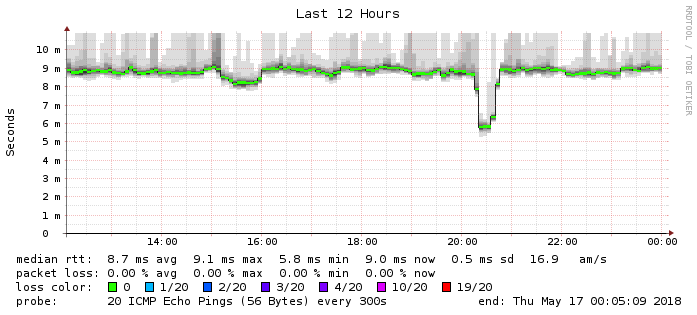 Last 12 Hours
RRDTOOL / TOBI OETIKER
Seconds
10 m
9 m
8 m
7 m
6 m
5 m
4 m
3 m
2 m
1 m
0
14:00 16:00 18:00 20:00 22:00 00:00
median rtt: 8.7 ms avg 9.1 ms max 5.8 ms min 9.0 ms now 0.5 ms sd 16.9 am/s
packet loss: 0.00 % avg 0.00 % max 0.00 % min 0.00 % now
loss color: 0 1/20 2/20 3/20 4/20 10/20 19/20
probe: 20 ICMP Echo Pings (56 Bytes) every 300s end: Thu May 17 00:05:09 2018